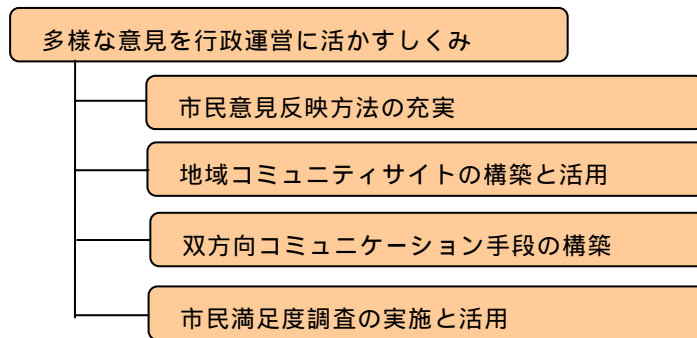 多様な意見を行政運営に活かすしくみ
市民意見反映方法の充実
地域コミュニティサイトの構築と活用
双方向コミュニケーション手段の構築
市民満足度調査の実施と活用